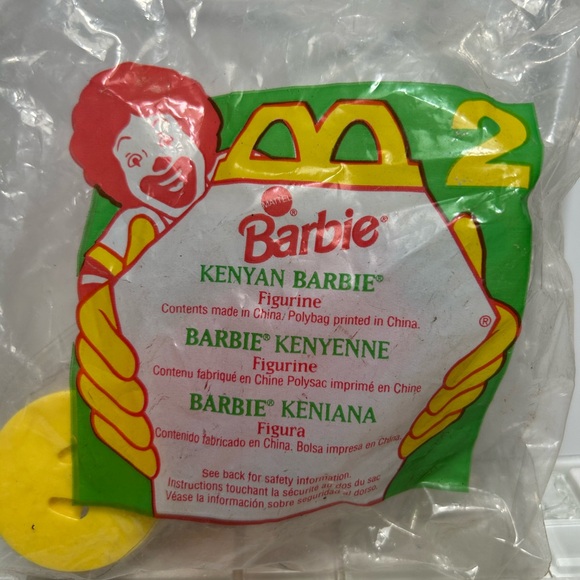 2
MATTEL
®
Barbie®
KENYAN BARBIE®
Figurine
Contents made in China/Polybag printed in China.
®
BARBIE® KENYENNE
Figurine
Contenu fabriqué en Chine Polysac imprimé en Chine
BARBIE® KENIANA
Figura
Contenido fabricado en China. Bolsa impresa en China.
See back for safety information.
Instructions touchant la sécurité au dos du sac
Véase la información sobre seguridad al dorso.